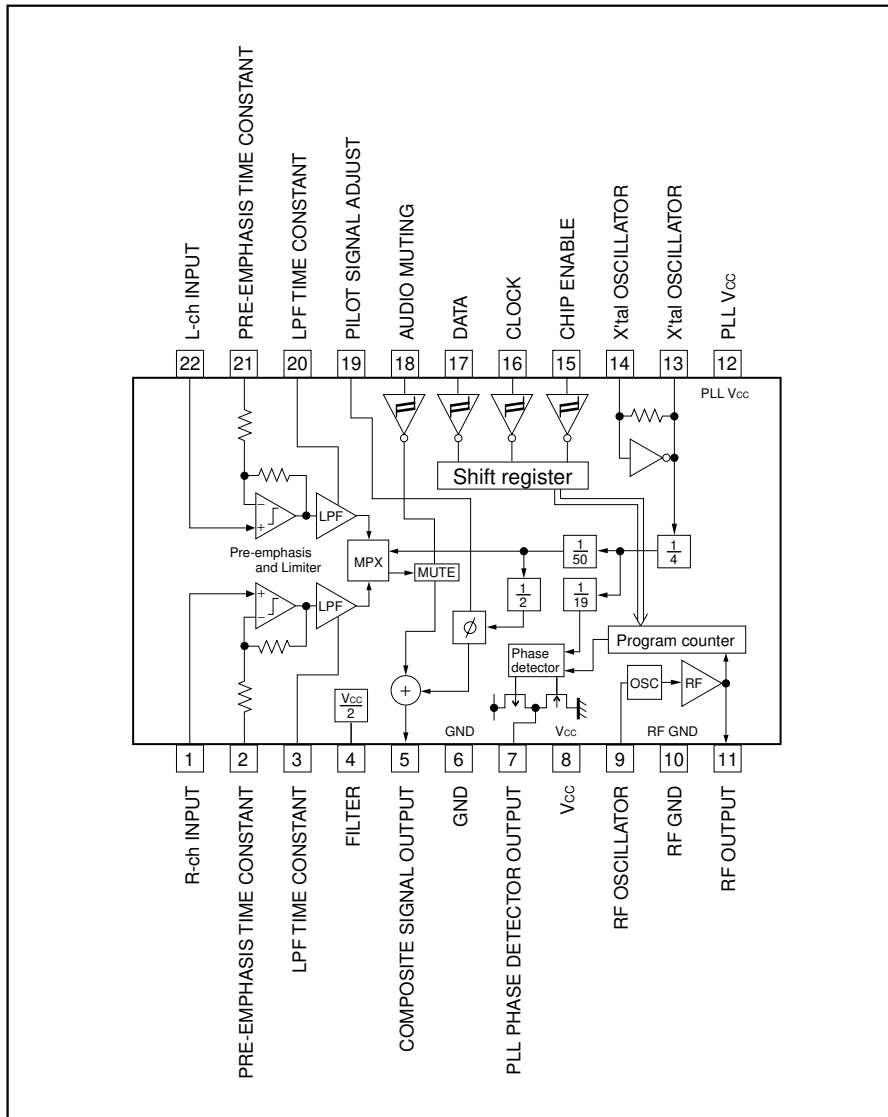 L-ch INPUT
PRE-EMPHASIS TIME CONSTANT
LPF TIME CONSTANT
PILOT SIGNAL ADJUST
AUDIO MUTING
DATA
CLOCK
CHIP ENABLE
X'tal OSCILLATOR
X'tal OSCILLATOR
PLL VCC
22 21 20 19 18 17 16 15 14 13 12
PLL VCC
Shift register
− +
LPF
Pre-emphasis
and Limiter
MPX
MUTE
1/50
1/4
1/2
1/19
+ −
LPF
ϕ
Phase
detector
Program counter
OSC
RF
VCC/2
+
GND
VCC
RF GND
1 2 3 4 5 6 7 8 9 10 11
R-ch INPUT
PRE-EMPHASIS TIME CONSTANT
LPF TIME CONSTANT
FILTER
COMPOSITE SIGNAL OUTPUT
GND
PLL PHASE DETECTOR OUTPUT
VCC
RF OSCILLATOR
RF GND
RF OUTPUT